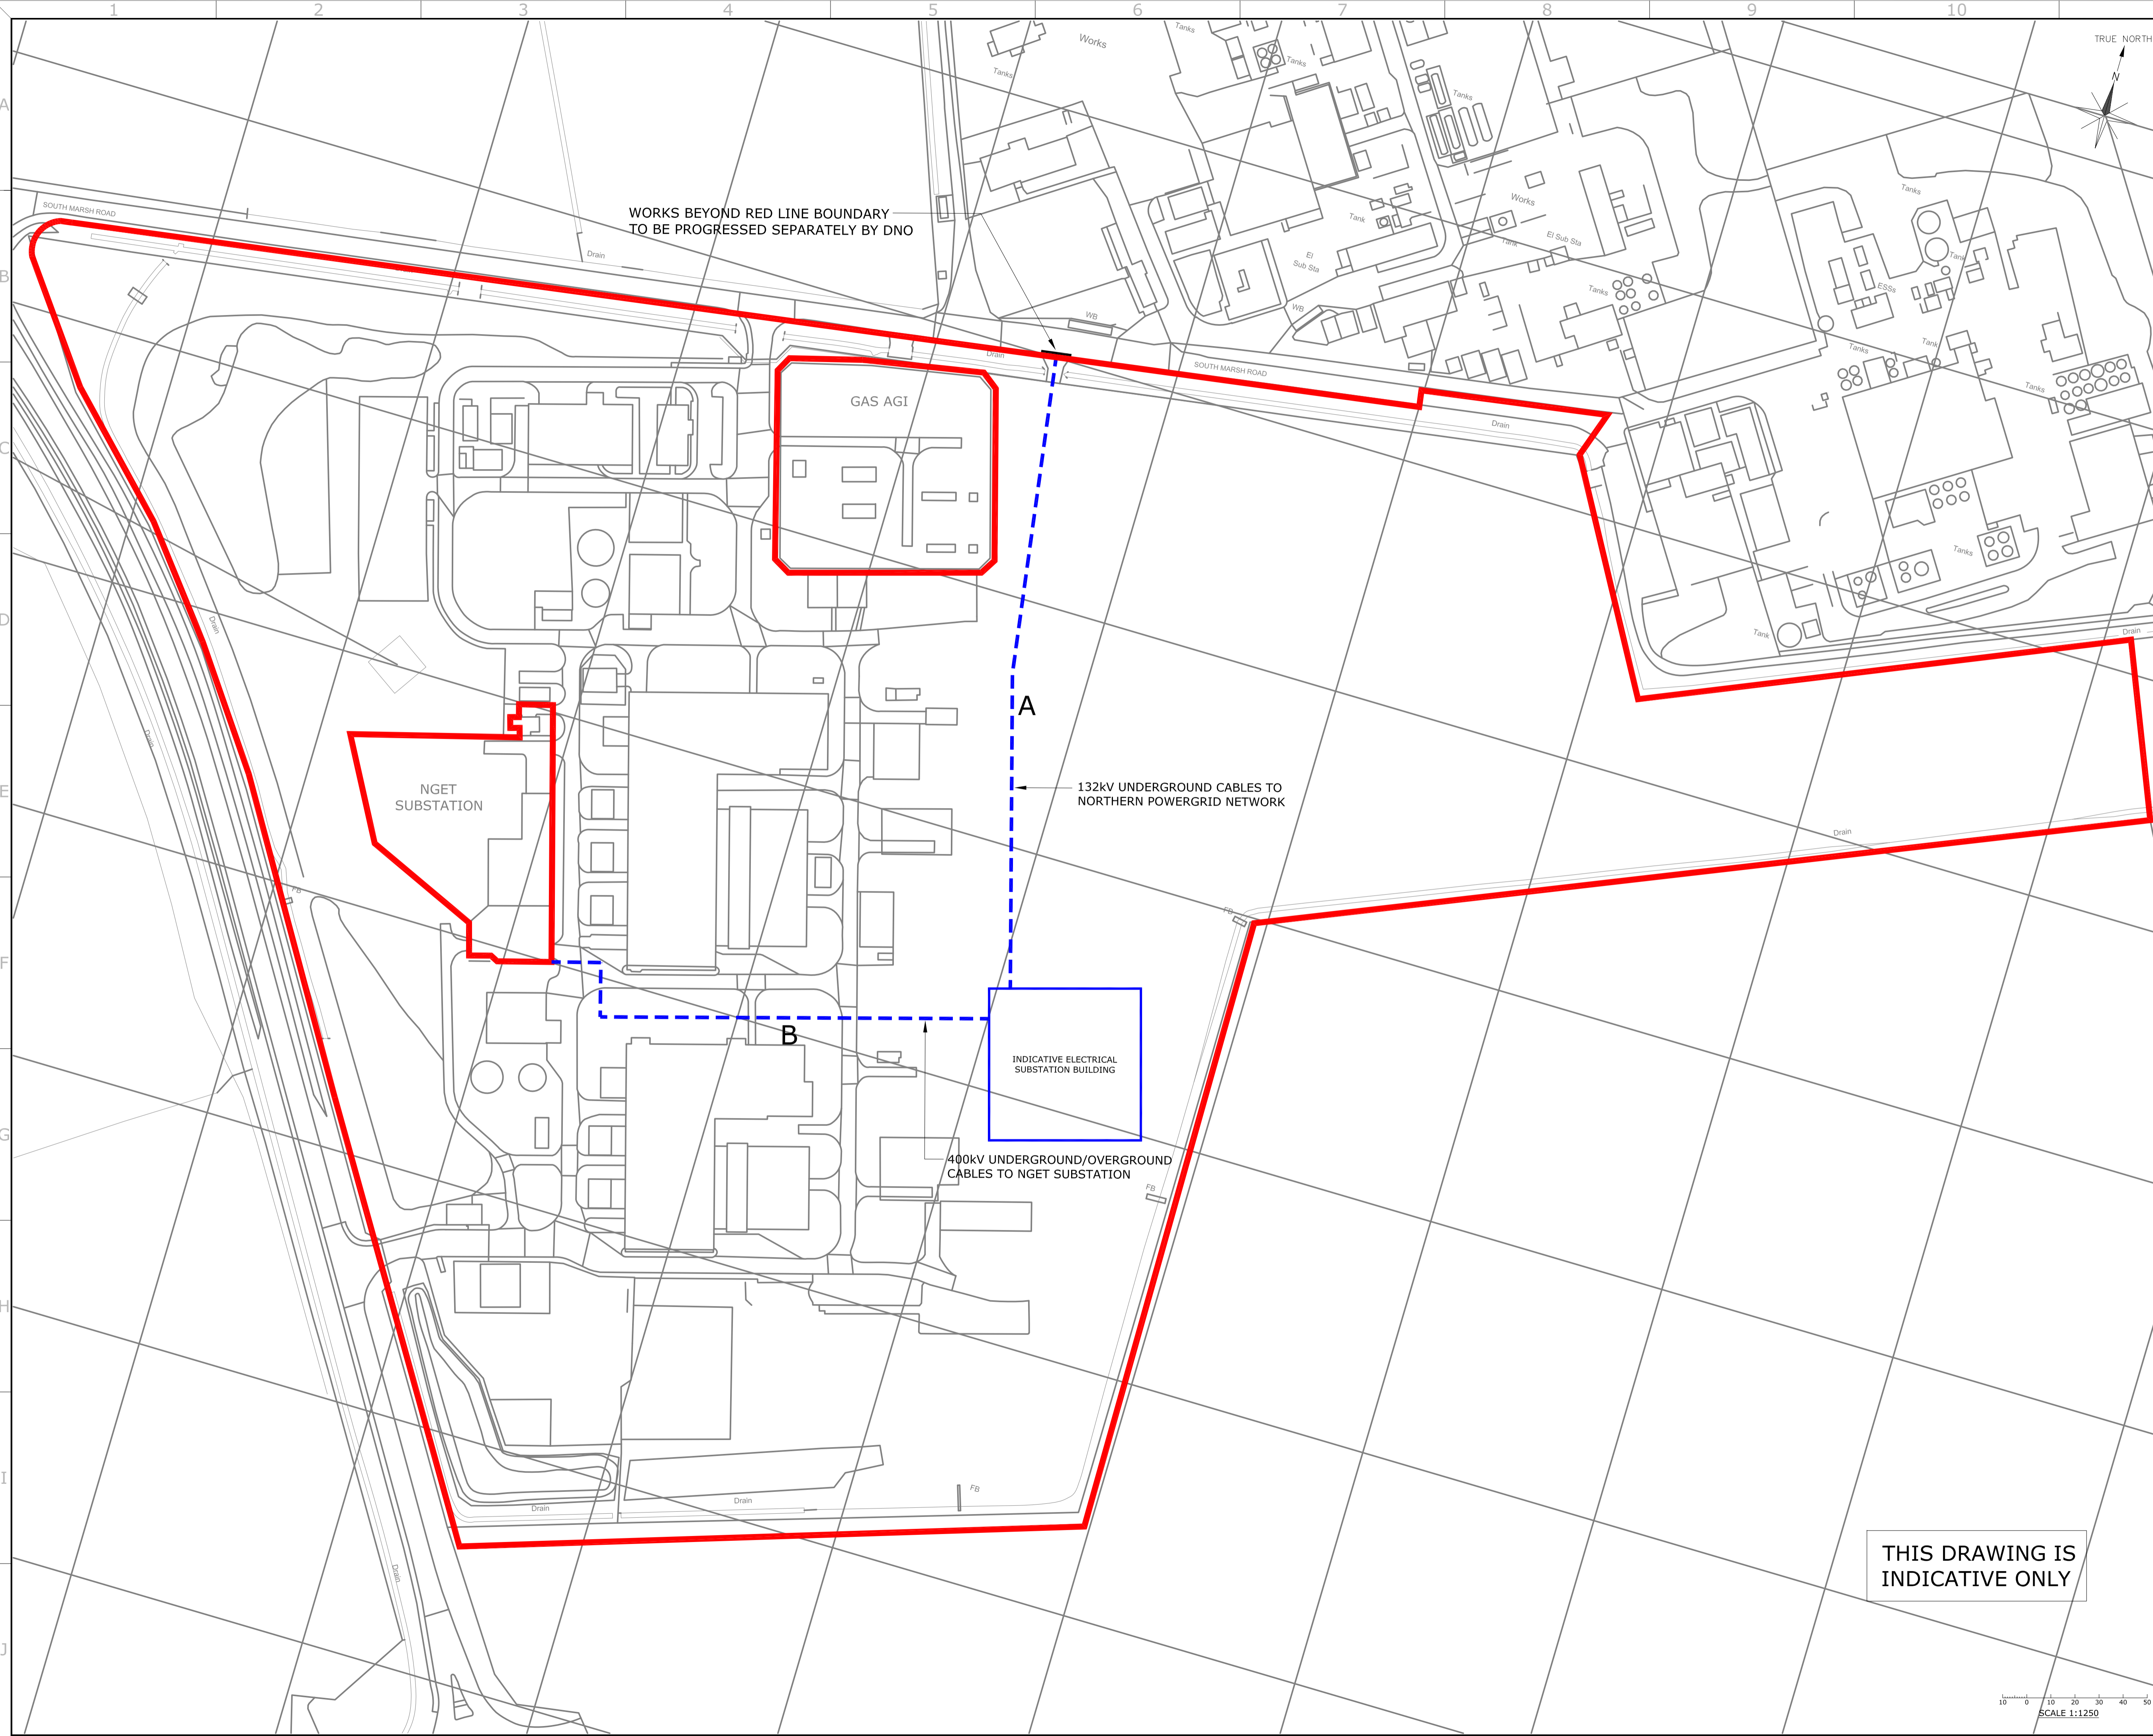 1 2 3 4 5 6 7 8 9 10
A
B
C
D
E
F
G
H
I
J
TRUE NORTH
N
Works
Tanks
Tanks
Tanks
Tanks
Works
Tank
Tank
El Sub Sta
El
Sub Sta
Tanks
Tanks
Tank
ESSs
Tank
Tanks
Tanks
Tanks
Tank
WB
WB
SOUTH MARSH ROAD
Drain
WORKS BEYOND RED LINE BOUNDARY
TO BE PROGRESSED SEPARATELY BY DNO
Drain
SOUTH MARSH ROAD
Drain
GAS AGI
Drain
Drain
Drain
A
NGET
SUBSTATION
132kV UNDERGROUND CABLES TO
NORTHERN POWERGRID NETWORK
Drain
FB
FB
B
INDICATIVE ELECTRICAL
SUBSTATION BUILDING
400kV UNDERGROUND/OVERGROUND
CABLES TO NGET SUBSTATION
FB
FB
Drain
Drain
Drain
THIS DRAWING IS
INDICATIVE ONLY
10 0 10 20 30 40 50
SCALE 1:1250